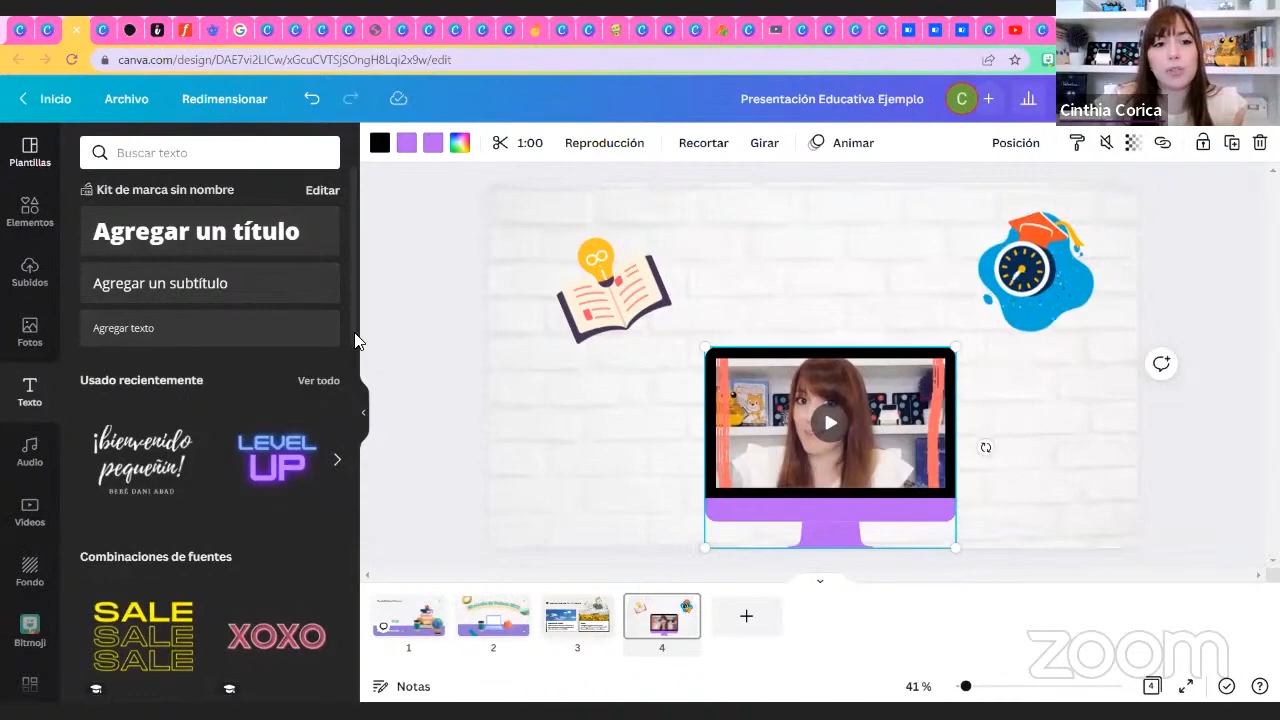 canva.com/design/DAE7vi2LICw/xGcuCVTSJSOngH8Lqi2XQg/edit
Inicio
Archivo
Redimensionar
Presentación Educativa Ejemplo
C
Cinthia Corica
Buscar texto
1:00
Reproducción
Recortar
Girar
Animar
Posición
Plantillas
Elementos
Subidos
Fotos
Texto
Audio
Videos
Fondo
Bitmoji
Kit de marca sin nombre
Editar
Agregar un título
Agregar un subtítulo
Agregar texto
Usado recientemente
Ver todo
¡bienvenido
pequeñin!
BEBÉ DANI ABAD
LEVEL
UP
Combinaciones de fuentes
SALE
SALE
SALE
XOXO
1
2
3
4
Notas
41 %
4
zoom